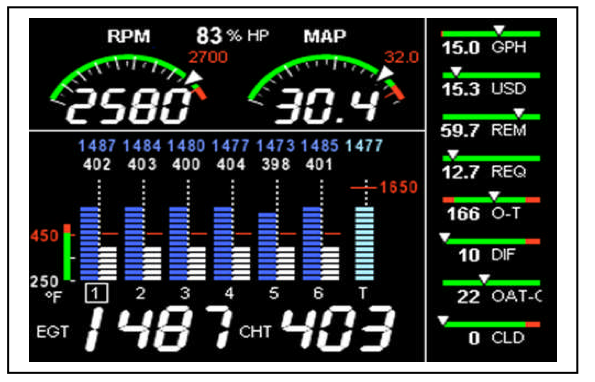 RPM 83 % HP MAP
2700 32.0
2580 30.4
1487 1484 1480 1477 1473 1485 1477
402 403 400 404 398 401
1650
450
250
°F 1 2 3 4 5 6 T
EGT 1487 CHT 403
15.0 GPH
15.3 USD
59.7 REM
12.7 REQ
166 O-T
10 DIF
22 OAT-C
0 CLD